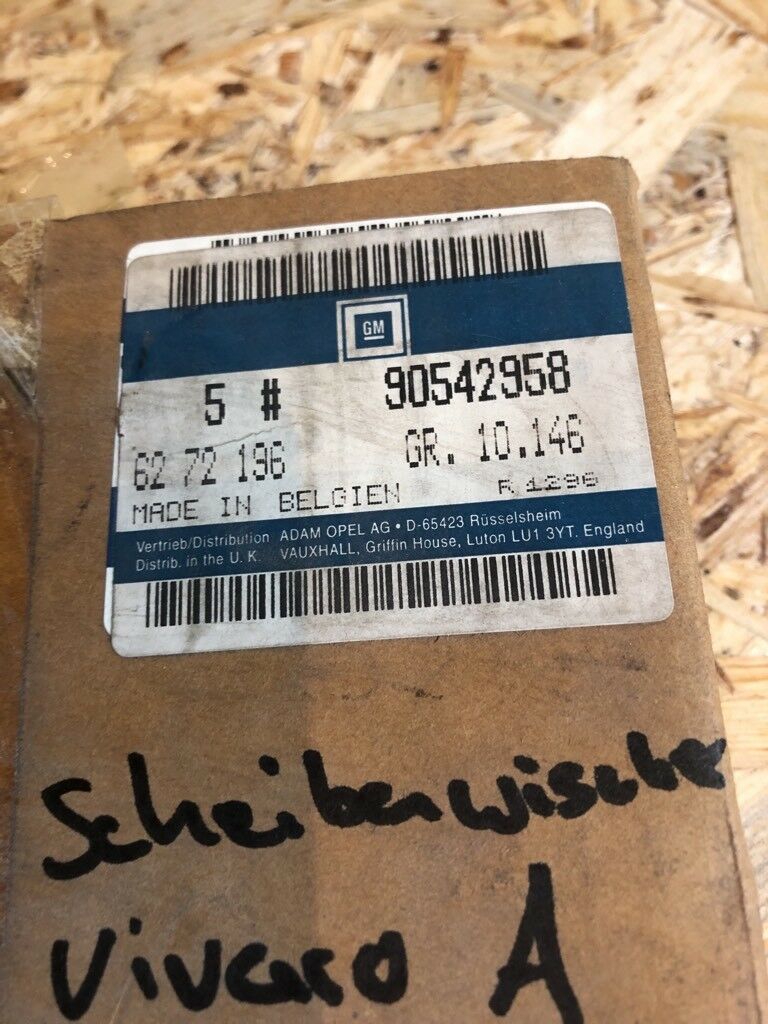 GM
5 # 90542958
62 72 196 GR. 10.146
MADE IN BELGIEN R 1296
Vertrieb/Distribution ADAM OPEL AG • D-65423 Rüsselsheim
Distrib. in the U. K. VAUXHALL, Griffin House, Luton LU1 3YT. England
Scheibenwischer
Vivaro A